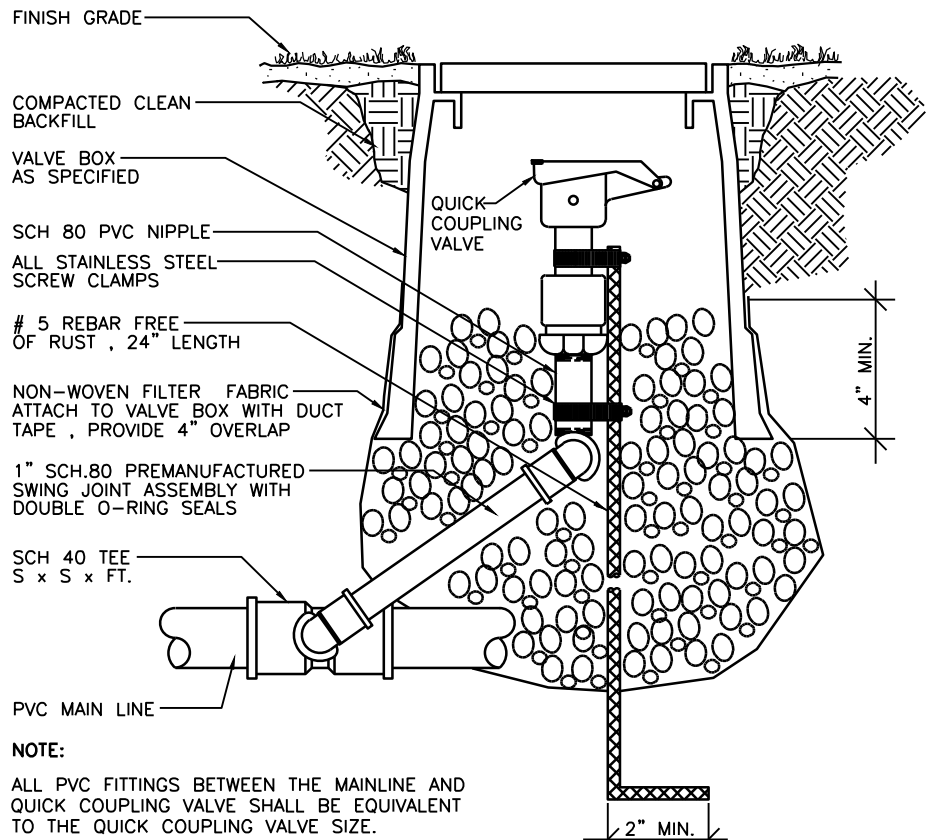 FINISH GRADE
COMPACTED CLEAN
BACKFILL
VALVE BOX
AS SPECIFIED
QUICK
COUPLING
VALVE
SCH 80 PVC NIPPLE
ALL STAINLESS STEEL
SCREW CLAMPS
# 5 REBAR FREE
OF RUST , 24" LENGTH
4" MIN.
NON-WOVEN FILTER FABRIC
ATTACH TO VALVE BOX WITH DUCT
TAPE , PROVIDE 4" OVERLAP
1" SCH.80 PREMANUFACTURED
SWING JOINT ASSEMBLY WITH
DOUBLE O-RING SEALS
SCH 40 TEE
S x S x FT.
PVC MAIN LINE
NOTE:
ALL PVC FITTINGS BETWEEN THE MAINLINE AND
QUICK COUPLING VALVE SHALL BE EQUIVALENT
TO THE QUICK COUPLING VALVE SIZE.
2" MIN.